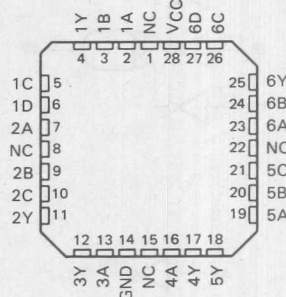 1Y 1B 1A NC VCC 6D 6C
4 3 2 1 28 27 26
1C 5 25 6Y
1D 6 24 6B
2A 7 23 6A
NC 8 22 NC
2B 9 21 5C
2C 10 20 5B
2Y 11 19 5A
12 13 14 15 16 17 18
3Y 3A GND NC 4A 4Y 5Y